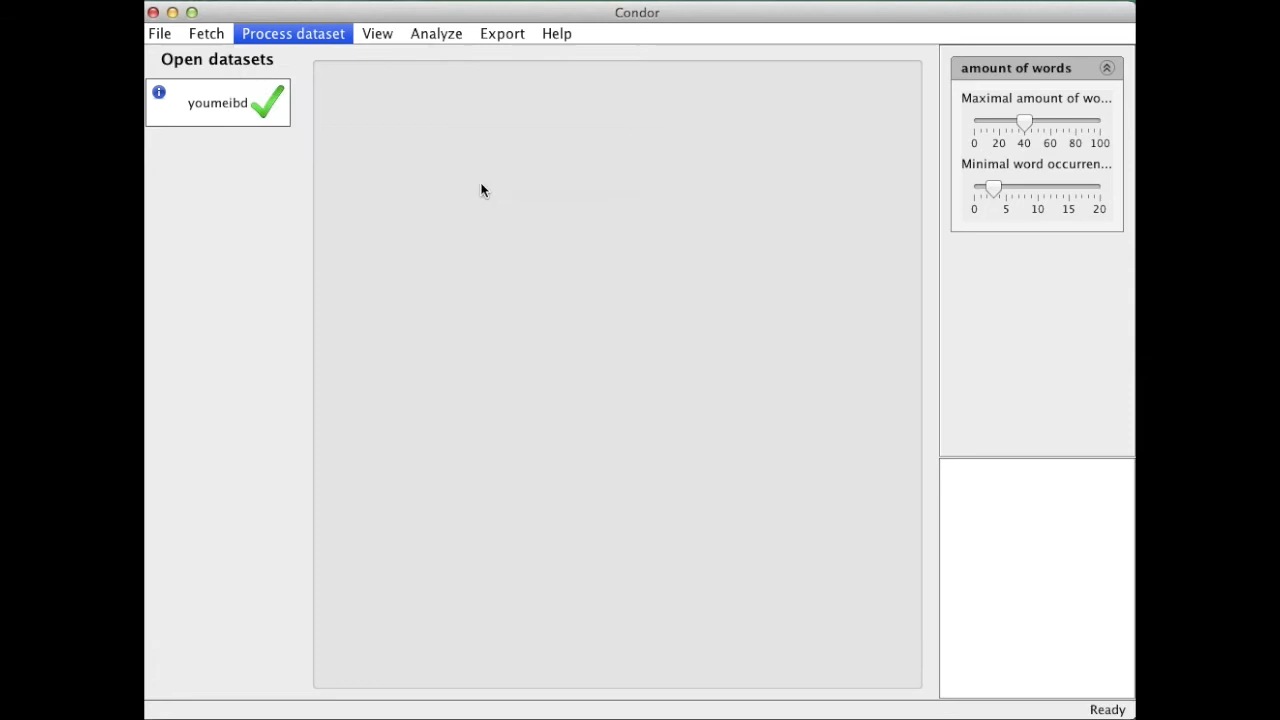 Condor
File Fetch Process dataset View Analyze Export Help
Open datasets
youmeibd
amount of words
Maximal amount of wo...
0 20 40 60 80 100
Minimal word occurren...
0 5 10 15 20
Ready